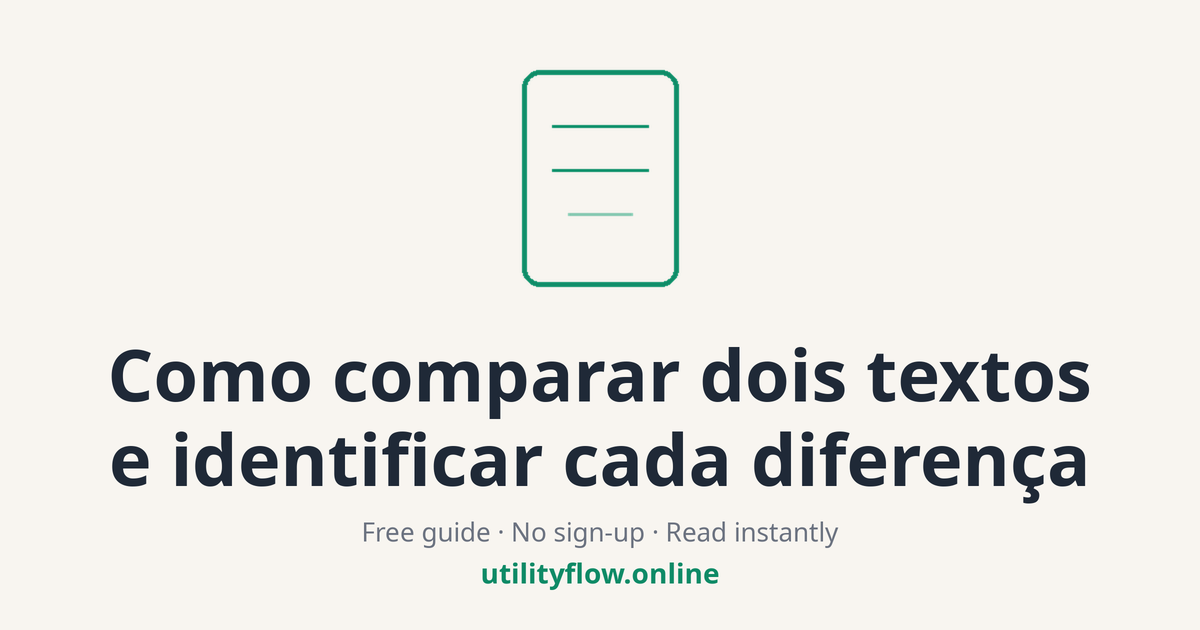 Como comparar dois textos
e identificar cada diferença
Free guide · No sign-up · Read instantly
utilityflow.online